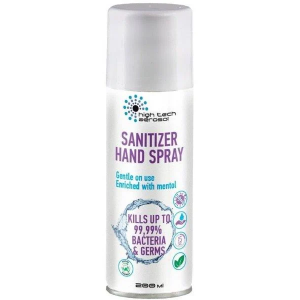 high tech
aerosol
SANITIZER
HAND SPRAY
Gentle on use
Enriched with mentol
KILLS UP TO
99,99%
BACTERIA
& GERMS
200 ml